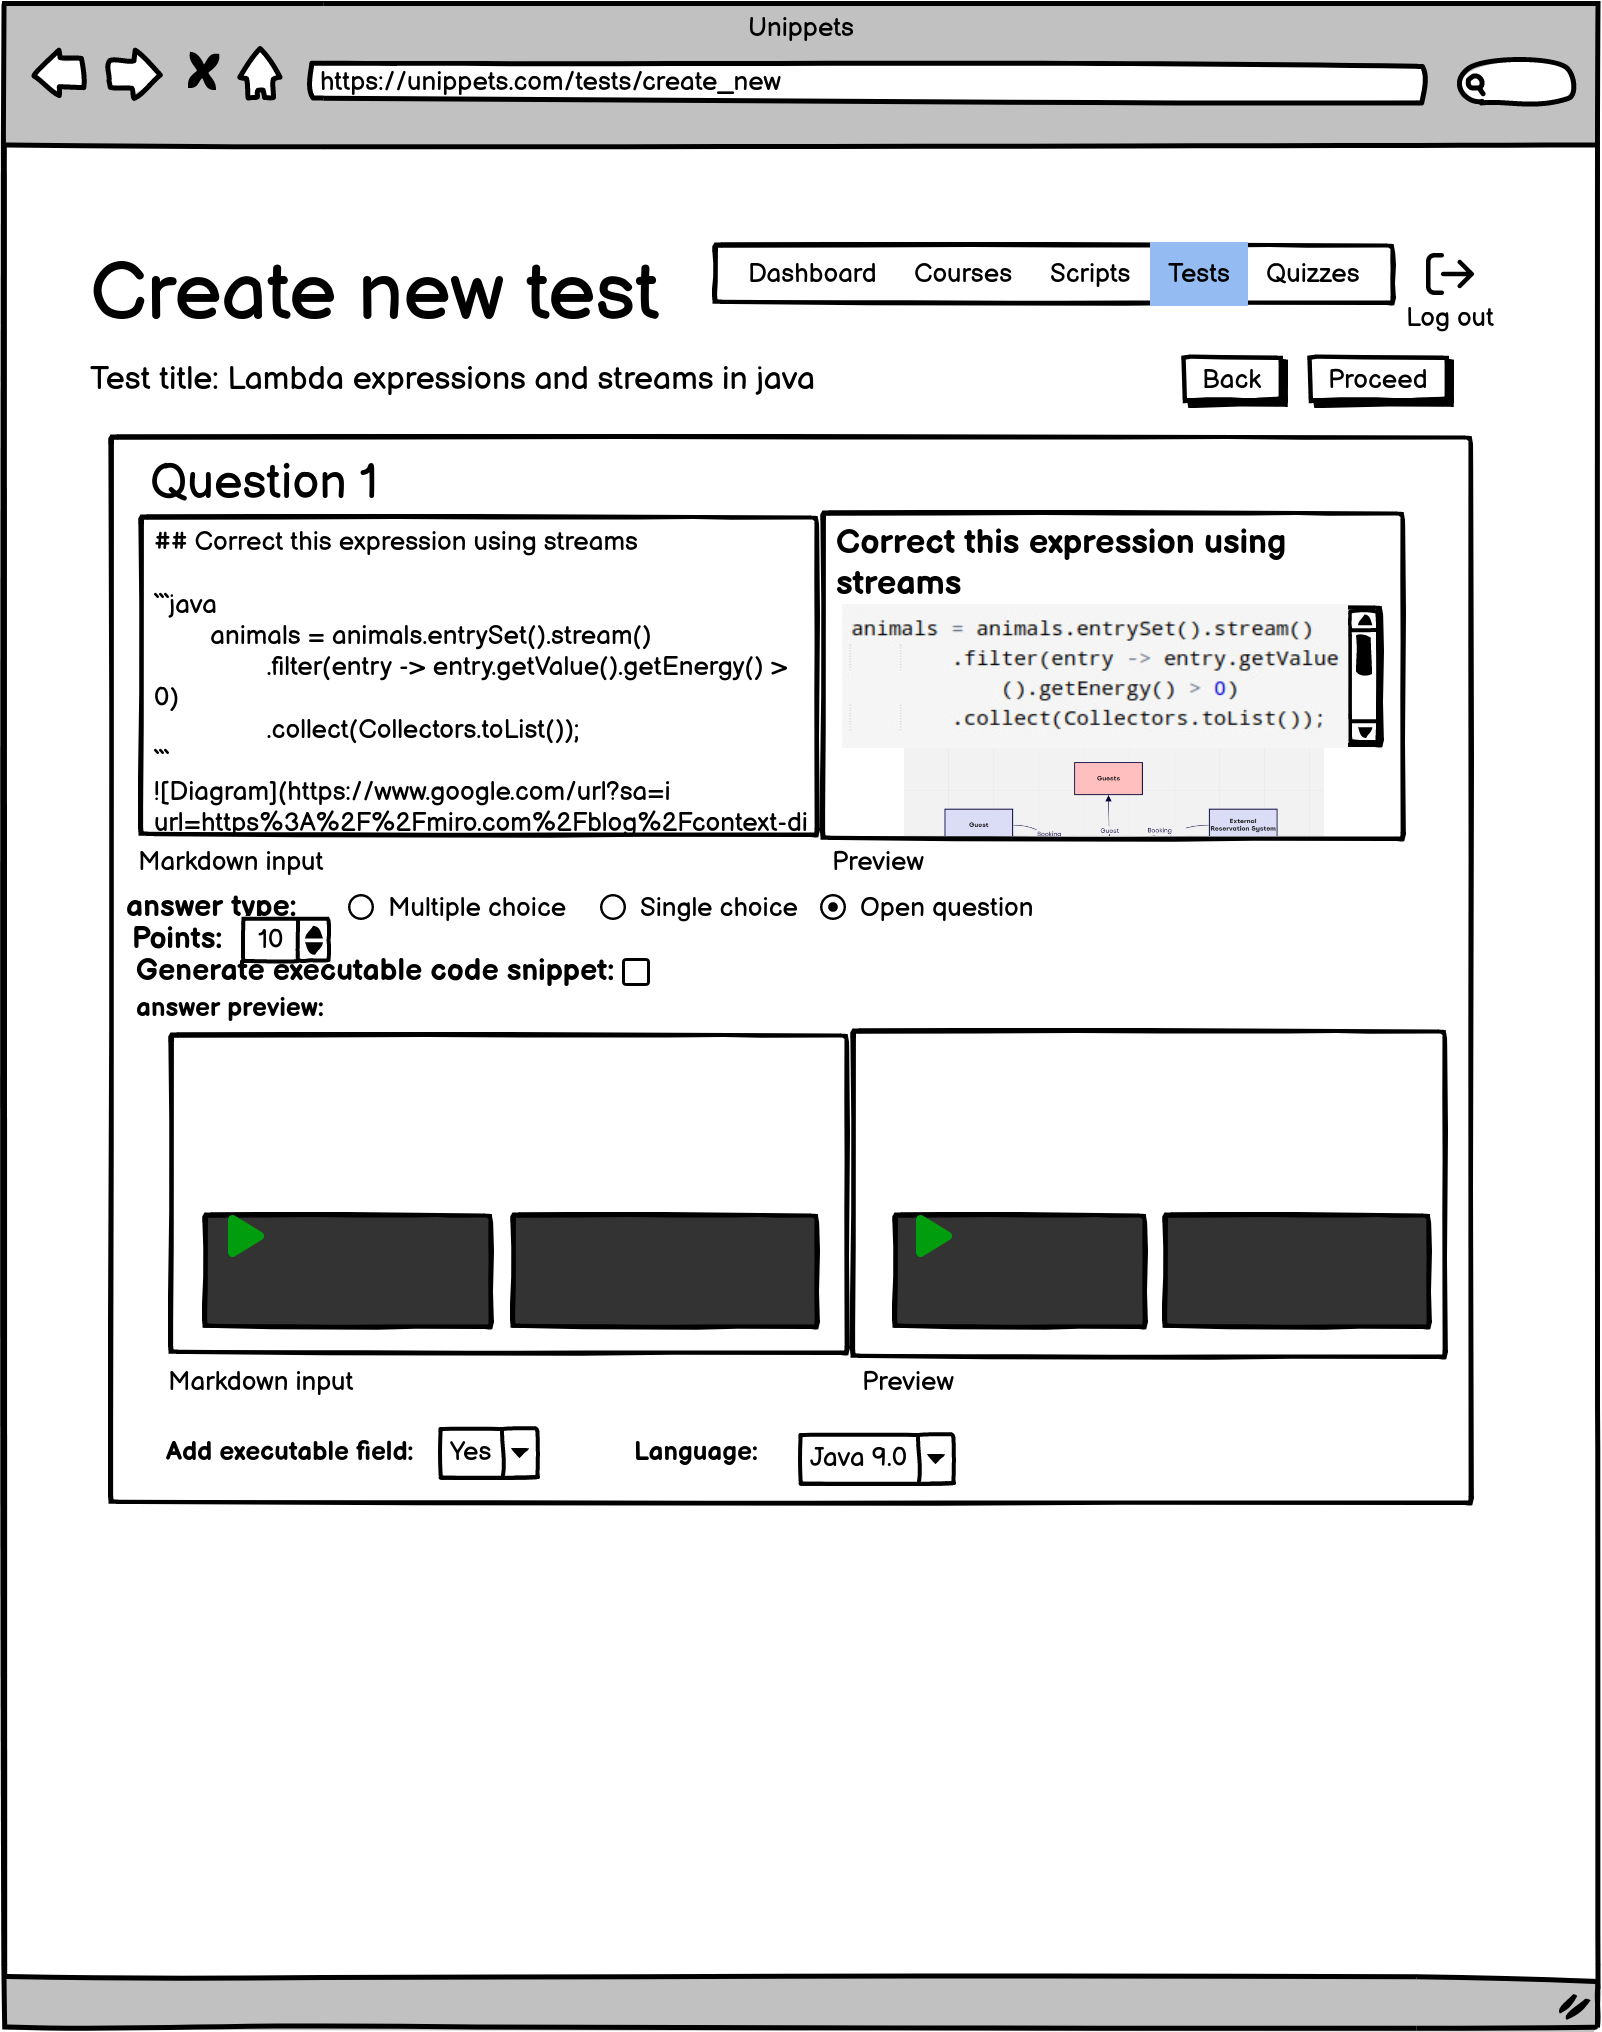 Unippets
https://unippets.com/tests/create_new
Create new test
Dashboard Courses Scripts Tests Quizzes
Log out
Test title: Lambda expressions and streams in java
Back Proceed
Question 1
## Correct this expression using streams
```java
animals = animals.entrySet().stream()
.filter(entry -> entry.getValue().getEnergy() >
0)
.collect(Collectors.toList());
```
![Diagram](https://www.google.com/url?sa=i
url=https%3A%2F%2Fmiro.com%2Fblog%2Fcontext-di
Markdown input
Correct this expression using
streams
animals = animals.entrySet().stream()
.filter(entry -> entry.getValue
().getEnergy() > 0)
.collect(Collectors.toList());
Guests
Guest
Booking
Guest
Booking
External
Reservation System
Preview
answer type: Multiple choice Single choice Open question
Points: 10
Generate executable code snippet:
answer preview:
Markdown input
Preview
Add executable field: Yes Language: Java 9.0